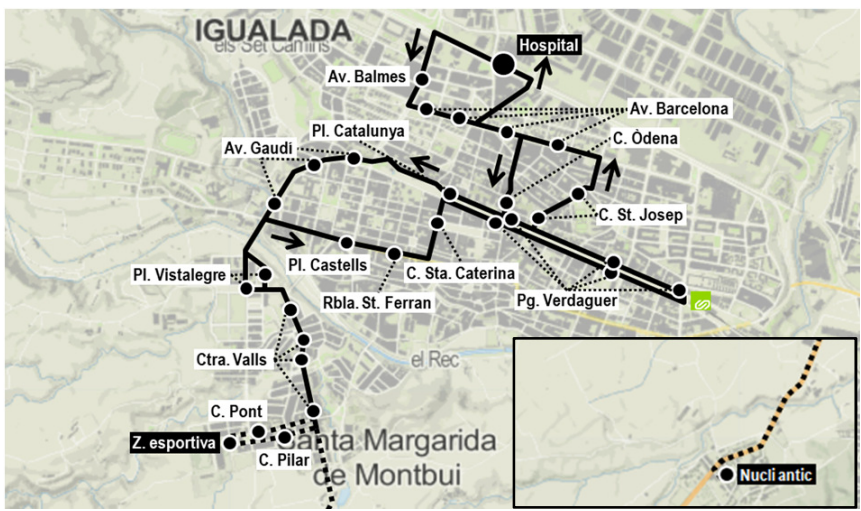 IGUALADA
els Set Camins
Hospital
Av. Balmes
Av. Barcelona
Pl. Catalunya
C. Òdena
Av. Gaudí
C. St. Josep
Pl. Castells
C. Sta. Caterina
Pl. Vistalegre
Rbla. St. Ferran
Pg. Verdaguer
Ctra. Valls
el Rec
C. Pont
Z. esportiva
C. Pilar
Santa Margarida
de Montbui
Nucli antic